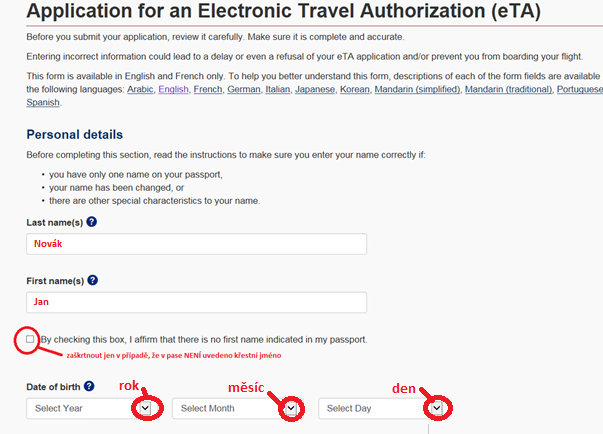 Application for an Electronic Travel Authorization (eTA)
Before you submit your application, review it carefully. Make sure it is complete and accurate.
Entering incorrect information could lead to a delay or even a refusal of your eTA application and/or prevent you from boarding your flight.
This form is available in English and French only. To help you better understand this form, descriptions of each of the form fields are available
the following languages: Arabic, English, French, German, Italian, Japanese, Korean, Mandarin (simplified), Mandarin (traditional), Portuguese
Spanish.
Personal details
Before completing this section, read the instructions to make sure you enter your name correctly if:
• you have only one name on your passport,
• your name has been changed, or
• there are other special characteristics to your name.
Last name(s) ?
Novák
First name(s) ?
Jan
By checking this box, I affirm that there is no first name indicated in my passport.
zaškrtnout jen v případě, že v pase NENÍ uvedeno křestní jméno
Date of birth ? rok měsíc den
Select Year Select Month Select Day